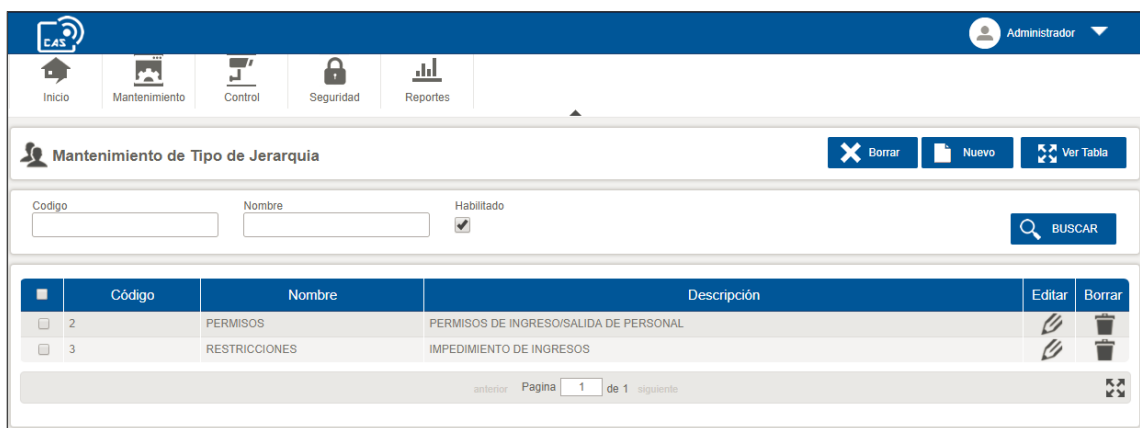 CAS
Administrador
Inicio Mantenimiento Control Seguridad Reportes
Mantenimiento de Tipo de Jerarquia
Borrar Nuevo Ver Tabla
Codigo Nombre Habilitado
BUSCAR
Código Nombre Descripción Editar Borrar
2 PERMISOS PERMISOS DE INGRESO/SALIDA DE PERSONAL
3 RESTRICCIONES IMPEDIMIENTO DE INGRESOS
anterior Pagina 1 de 1 siguiente